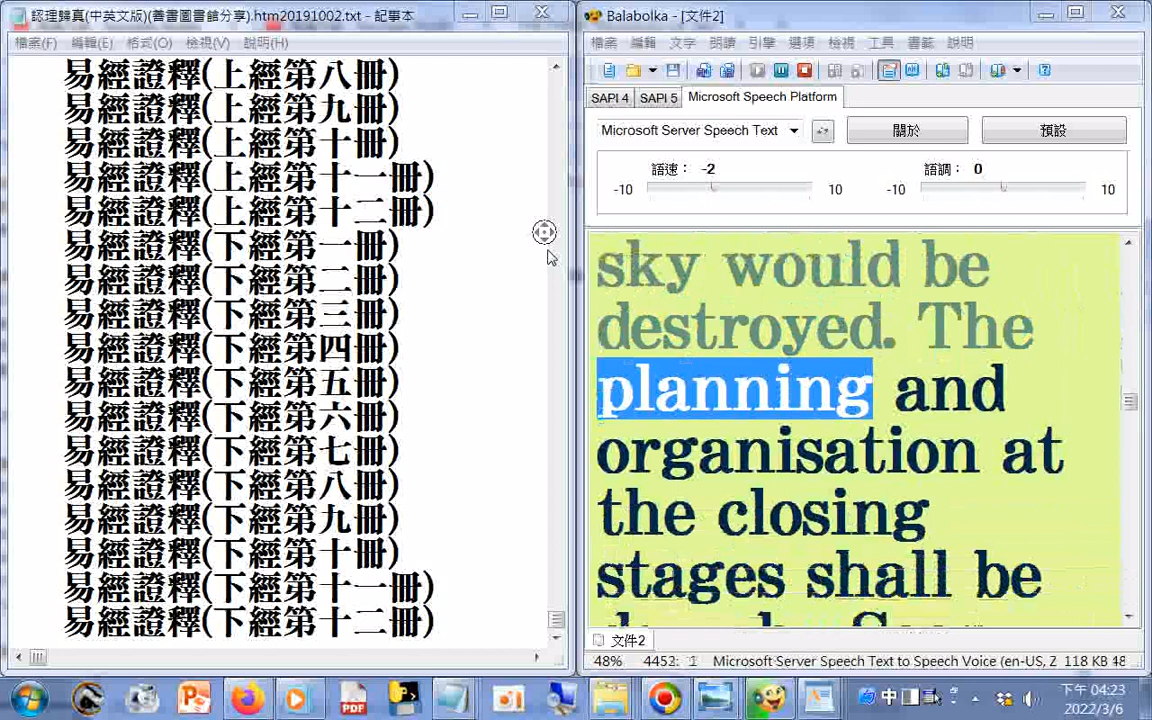 認理歸真(中英文版)(善書圖書館分享).htm20191002.txt - 記事本
檔案(F) 編輯(E) 格式(O) 檢視(V) 說明(H)
易經證釋(上經第八冊)
易經證釋(上經第九冊)
易經證釋(上經第十冊)
易經證釋(上經第十一冊)
易經證釋(上經第十二冊)
易經證釋(下經第一冊)
易經證釋(下經第二冊)
易經證釋(下經第三冊)
易經證釋(下經第四冊)
易經證釋(下經第五冊)
易經證釋(下經第六冊)
易經證釋(下經第七冊)
易經證釋(下經第八冊)
易經證釋(下經第九冊)
易經證釋(下經第十冊)
易經證釋(下經第十一冊)
易經證釋(下經第十二冊)
Balabolka - [文件2]
檔案 編輯 文字 朗讀 引擎 選項 檢視 工具 書籤 說明
SAPI 4 SAPI 5 Microsoft Speech Platform
Microsoft Server Speech Text 關於 預設
語速： -2 語調： 0
-10 10 -10 10
sky would be
destroyed. The
planning and
organisation at
the closing
stages shall be
文件2
48% 4452: 1 Microsoft Server Speech Text to Speech Voice (en-US, Z 118 KB 48
PDF 中 下午 04:23
2022/3/6